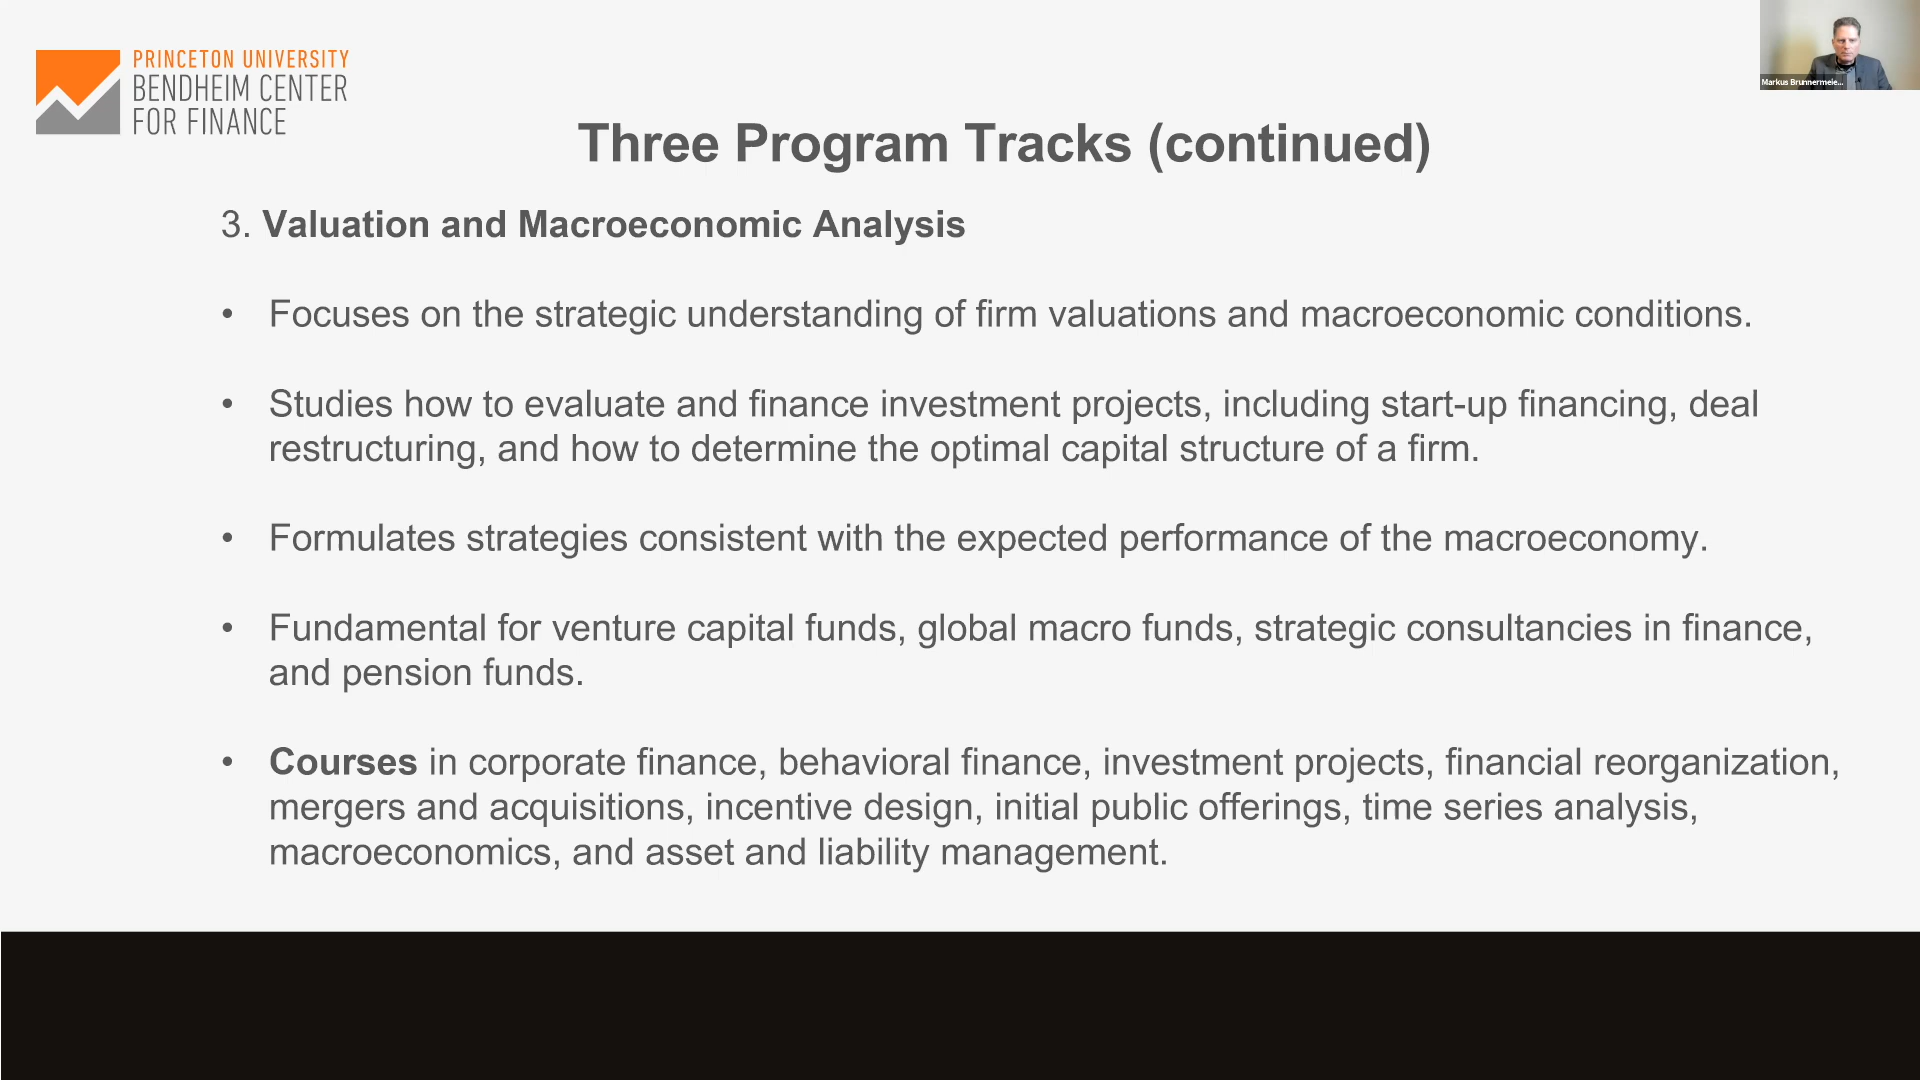 PRINCETON UNIVERSITY
BENDHEIM CENTER
FOR FINANCE
Markus Brunnermeie...
Three Program Tracks (continued)
3. Valuation and Macroeconomic Analysis
• Focuses on the strategic understanding of firm valuations and macroeconomic conditions.
• Studies how to evaluate and finance investment projects, including start-up financing, deal
restructuring, and how to determine the optimal capital structure of a firm.
• Formulates strategies consistent with the expected performance of the macroeconomy.
• Fundamental for venture capital funds, global macro funds, strategic consultancies in finance,
and pension funds.
• Courses in corporate finance, behavioral finance, investment projects, financial reorganization,
mergers and acquisitions, incentive design, initial public offerings, time series analysis,
macroeconomics, and asset and liability management.